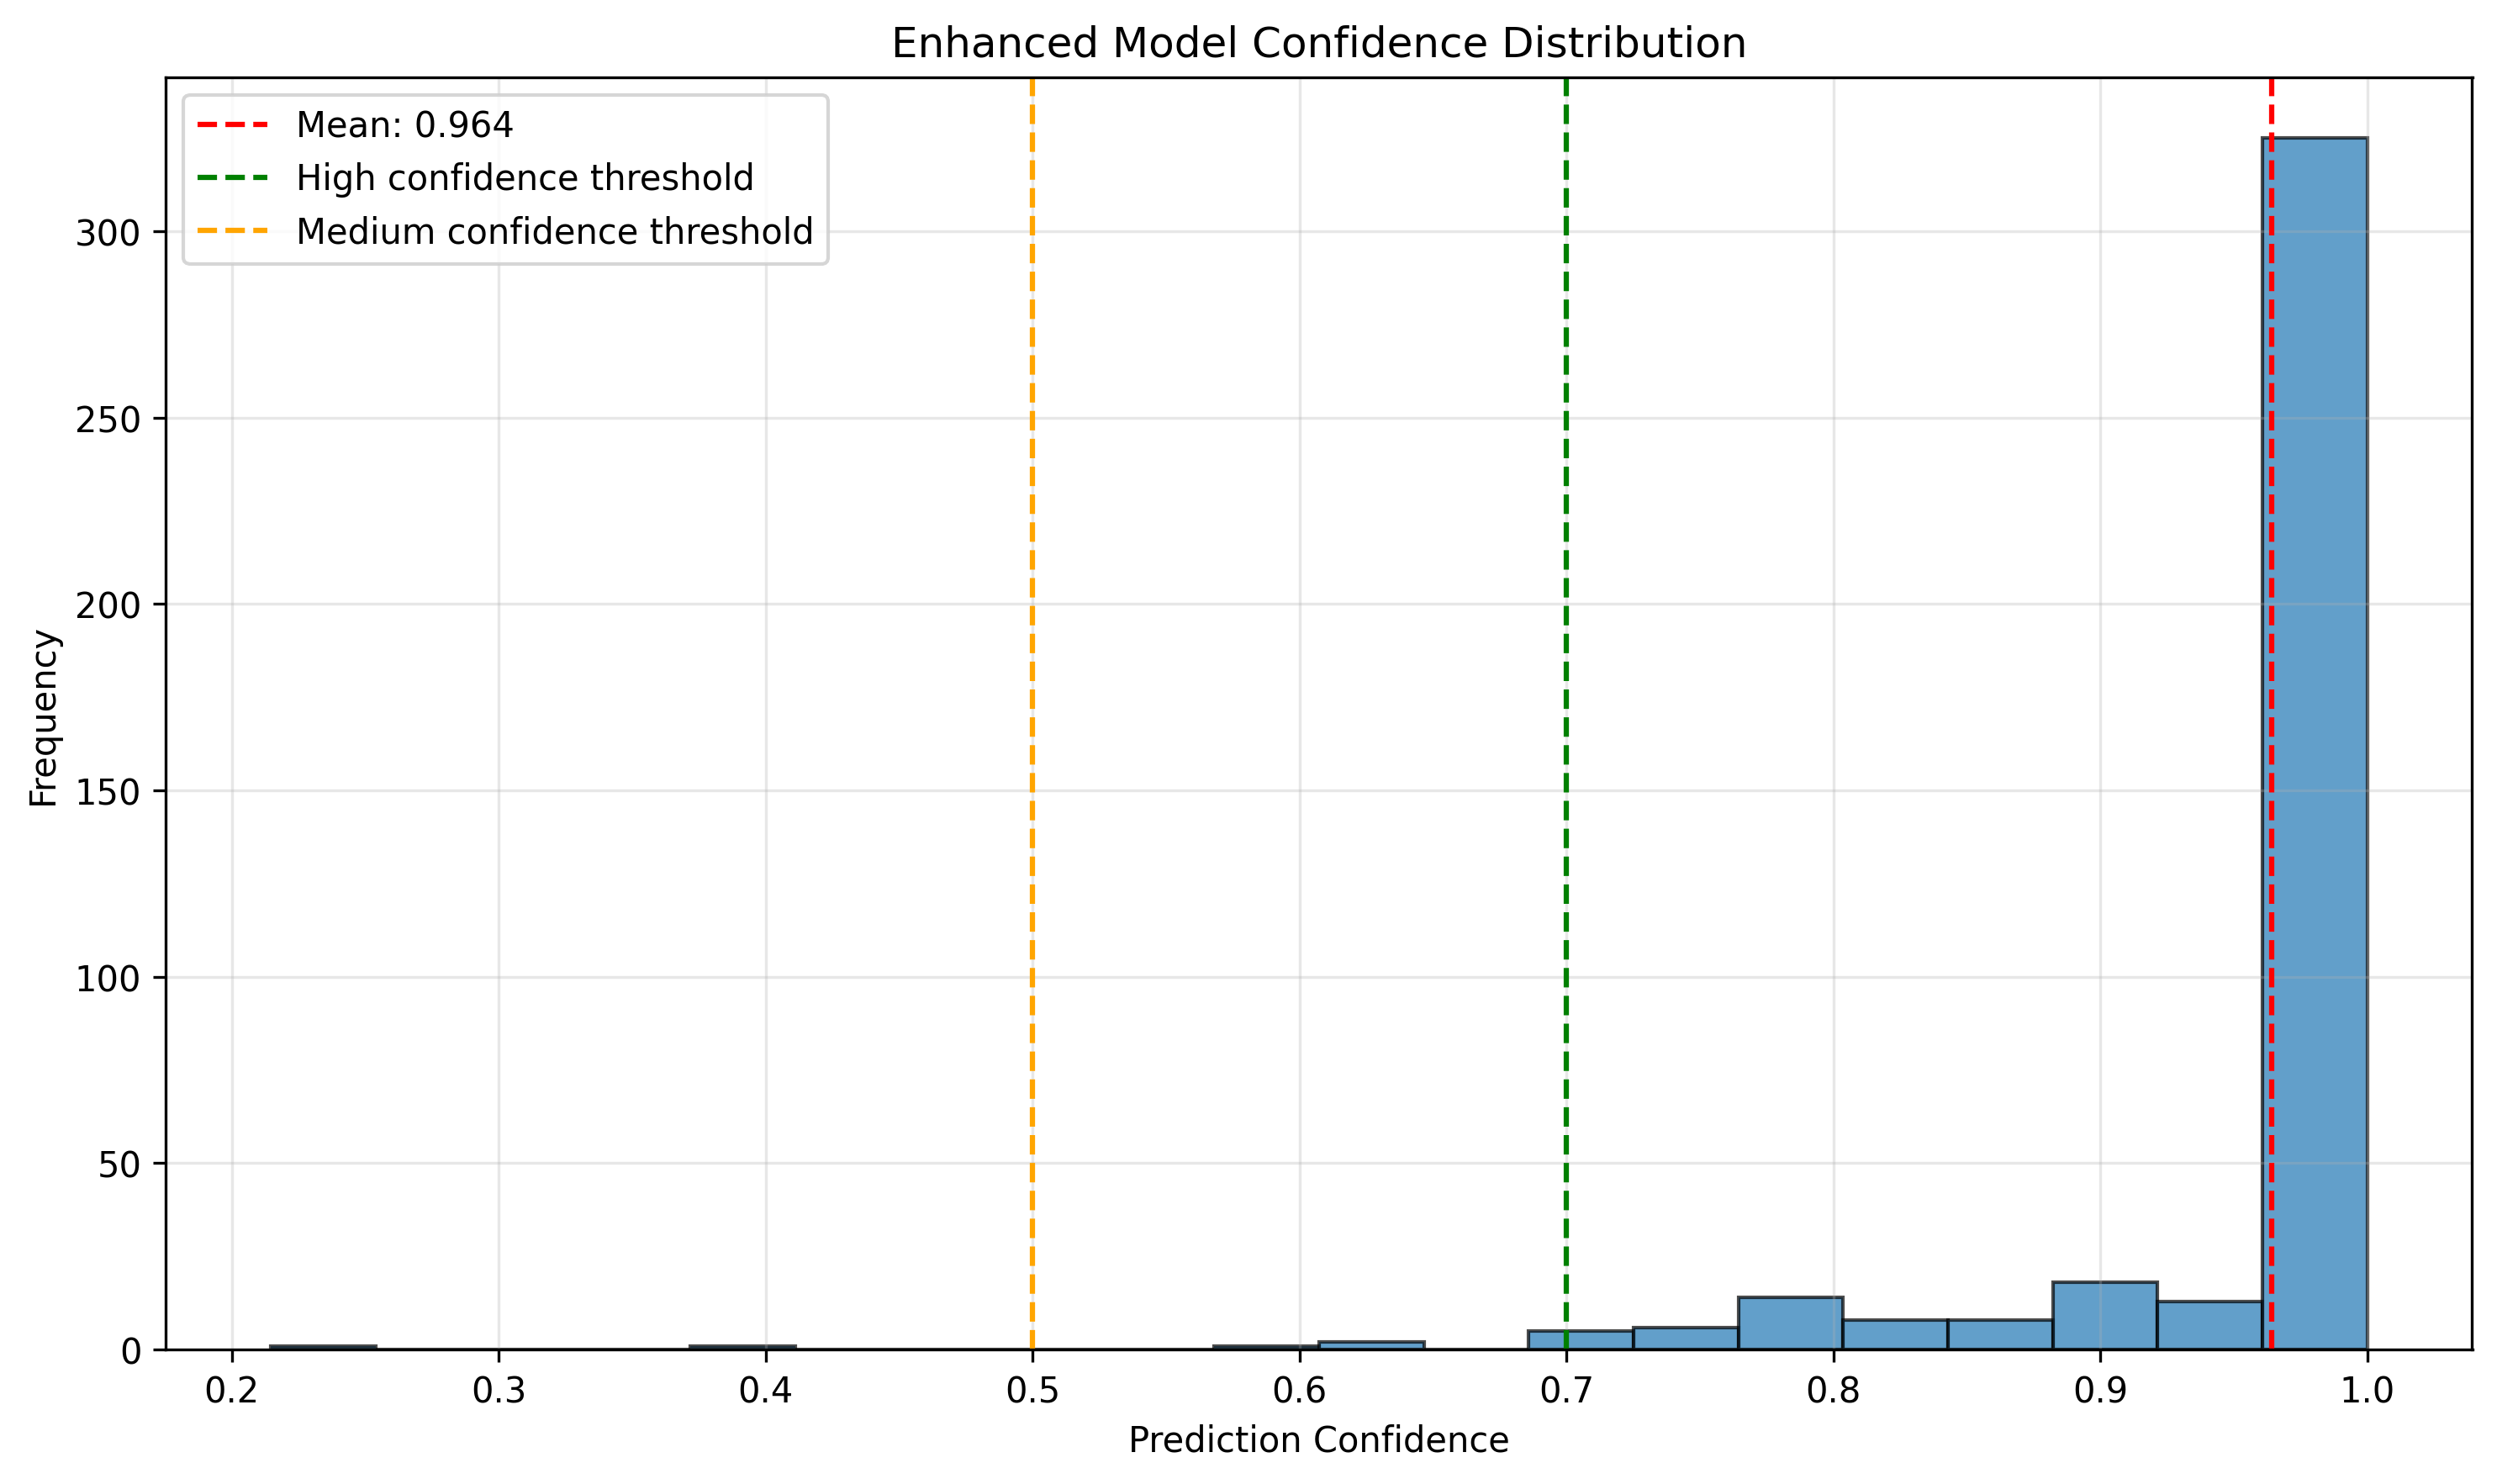 Enhanced Model Confidence Distribution
Mean: 0.964
High confidence threshold
Medium confidence threshold
Frequency
300
250
200
150
100
50
0
0.2 0.3 0.4 0.5 0.6 0.7 0.8 0.9 1.0
Prediction Confidence